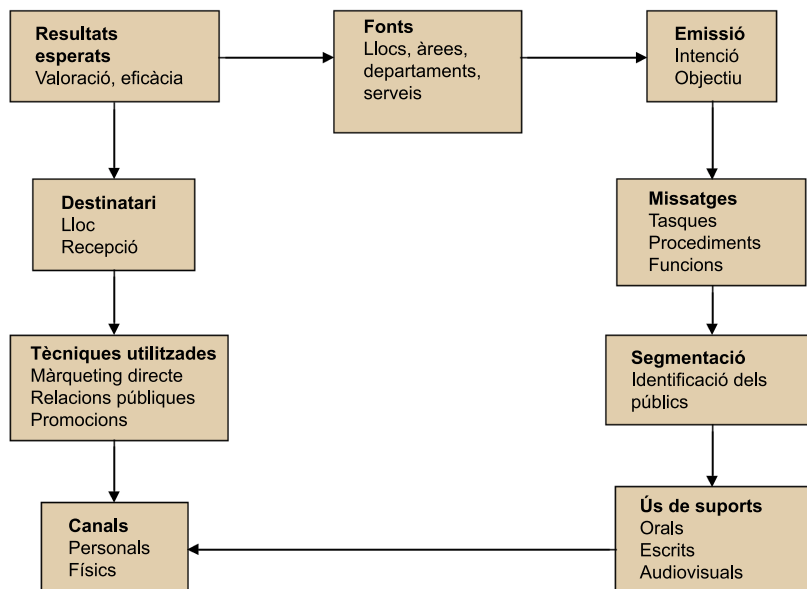 Resultats
esperats
Valoració, eficàcia
Fonts
Llocs, àrees,
departaments,
serveis
Emissió
Intenció
Objectiu
Destinatari
Lloc
Recepció
Missatges
Tasques
Procediments
Funcions
Tècniques utilitzades
Màrqueting directe
Relacions públiques
Promocions
Segmentació
Identificació dels
públics
Canals
Personals
Físics
Ús de suports
Orals
Escrits
Audiovisuals